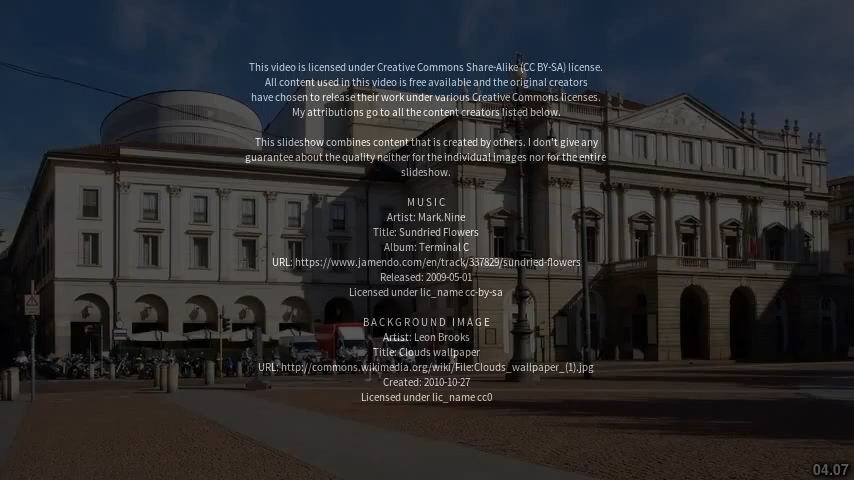 This video is licensed under Creative Commons Share-Alike (CC BY-SA) license.
All content used in this video is free available and the original creators
have chosen to release their work under various Creative Commons licenses.
My attributions go to all the content creators listed below.
This slideshow combines content that is created by others. I don't give any
guarantee about the quality neither for the individual images nor for the entire
slideshow.
MUSIC
Artist: Mark.Nine
Title: Sundried Flowers
Album: Terminal C
URL: https://www.jamendo.com/en/track/337829/sundried-flowers
Released: 2009-05-01
Licensed under lic_name cc-by-sa
BACKGROUND IMAGE
Artist: Leon Brooks
Title: Clouds wallpaper
URL: http://commons.wikimedia.org/wiki/File:Clouds_wallpaper_(1).jpg
Created: 2010-10-27
Licensed under lic_name cc0
04.07